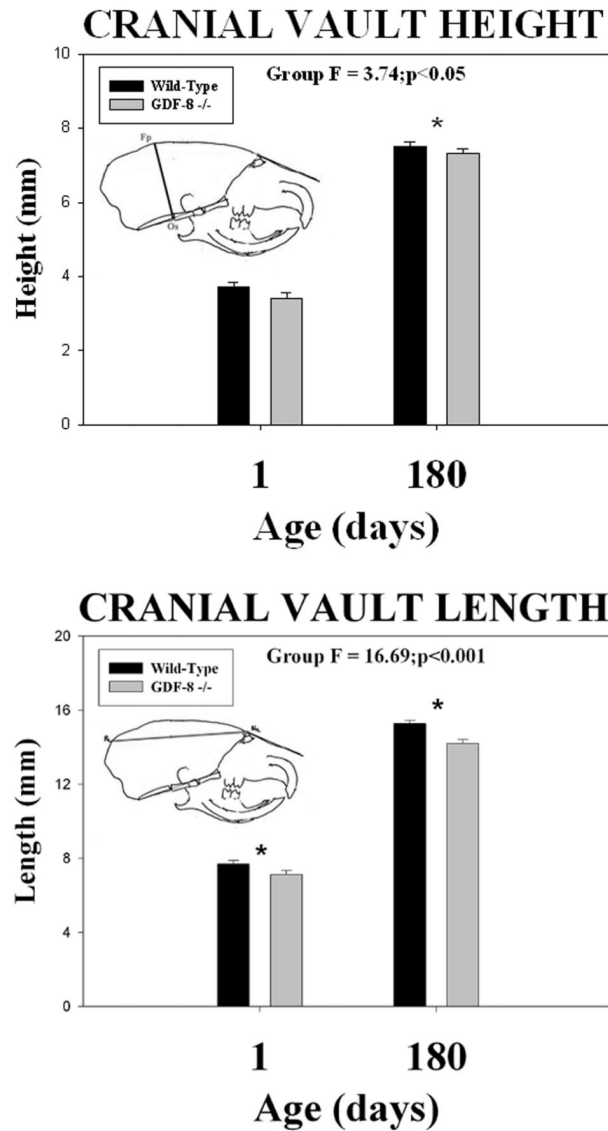 CRANIAL VAULT HEIGHT
10
8
6
4
2
0
Height (mm)
Wild-Type
GDF-8 -/-
Group F = 3.74;p<0.05
*
Fp
Os
1
180
Age (days)
CRANIAL VAULT LENGTH
20
16
12
8
4
0
Length (mm)
Wild-Type
GDF-8 -/-
Group F = 16.69;p<0.001
*
*
1
180
Age (days)